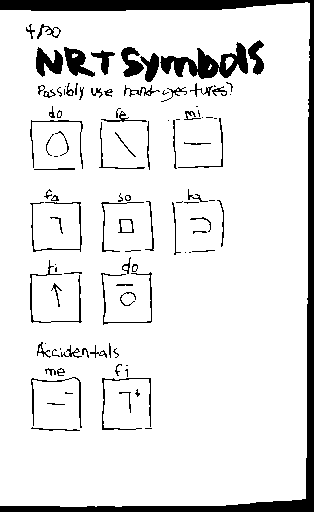 4/30
NRT Symbols
Possibly use hand gestures?
do re mi
fa so la
ti do
Accidentals
me fi